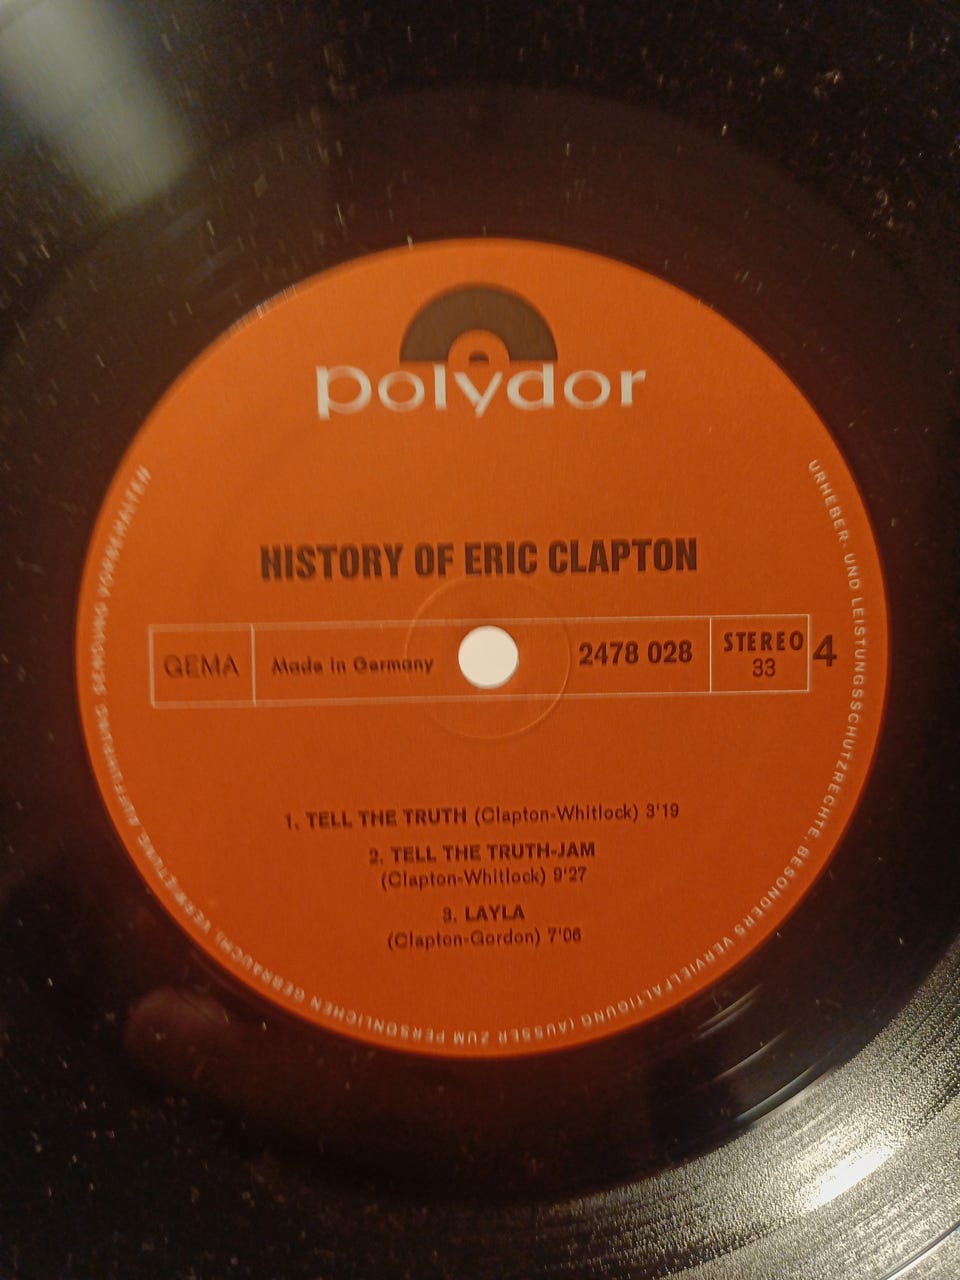 polydor
HISTORY OF ERIC CLAPTON
GEMA
Made in Germany
2478 028
STEREO
33
4
1. TELL THE TRUTH (Clapton-Whitlock) 3'19
2. TELL THE TRUTH-JAM
(Clapton-Whitlock) 9'27
3. LAYLA
(Clapton-Gordon) 7'06
URHEBER- UND LEISTUNGSSCHUTZRECHTE, BESONDERS VERVIELFÄLTIGUNG (AUSSER ZUM PERSÖNLICHEN GEBRAUCH), VERMIETUNG, AUFFÜHRUNG, SENDUNG VORBEHALTEN